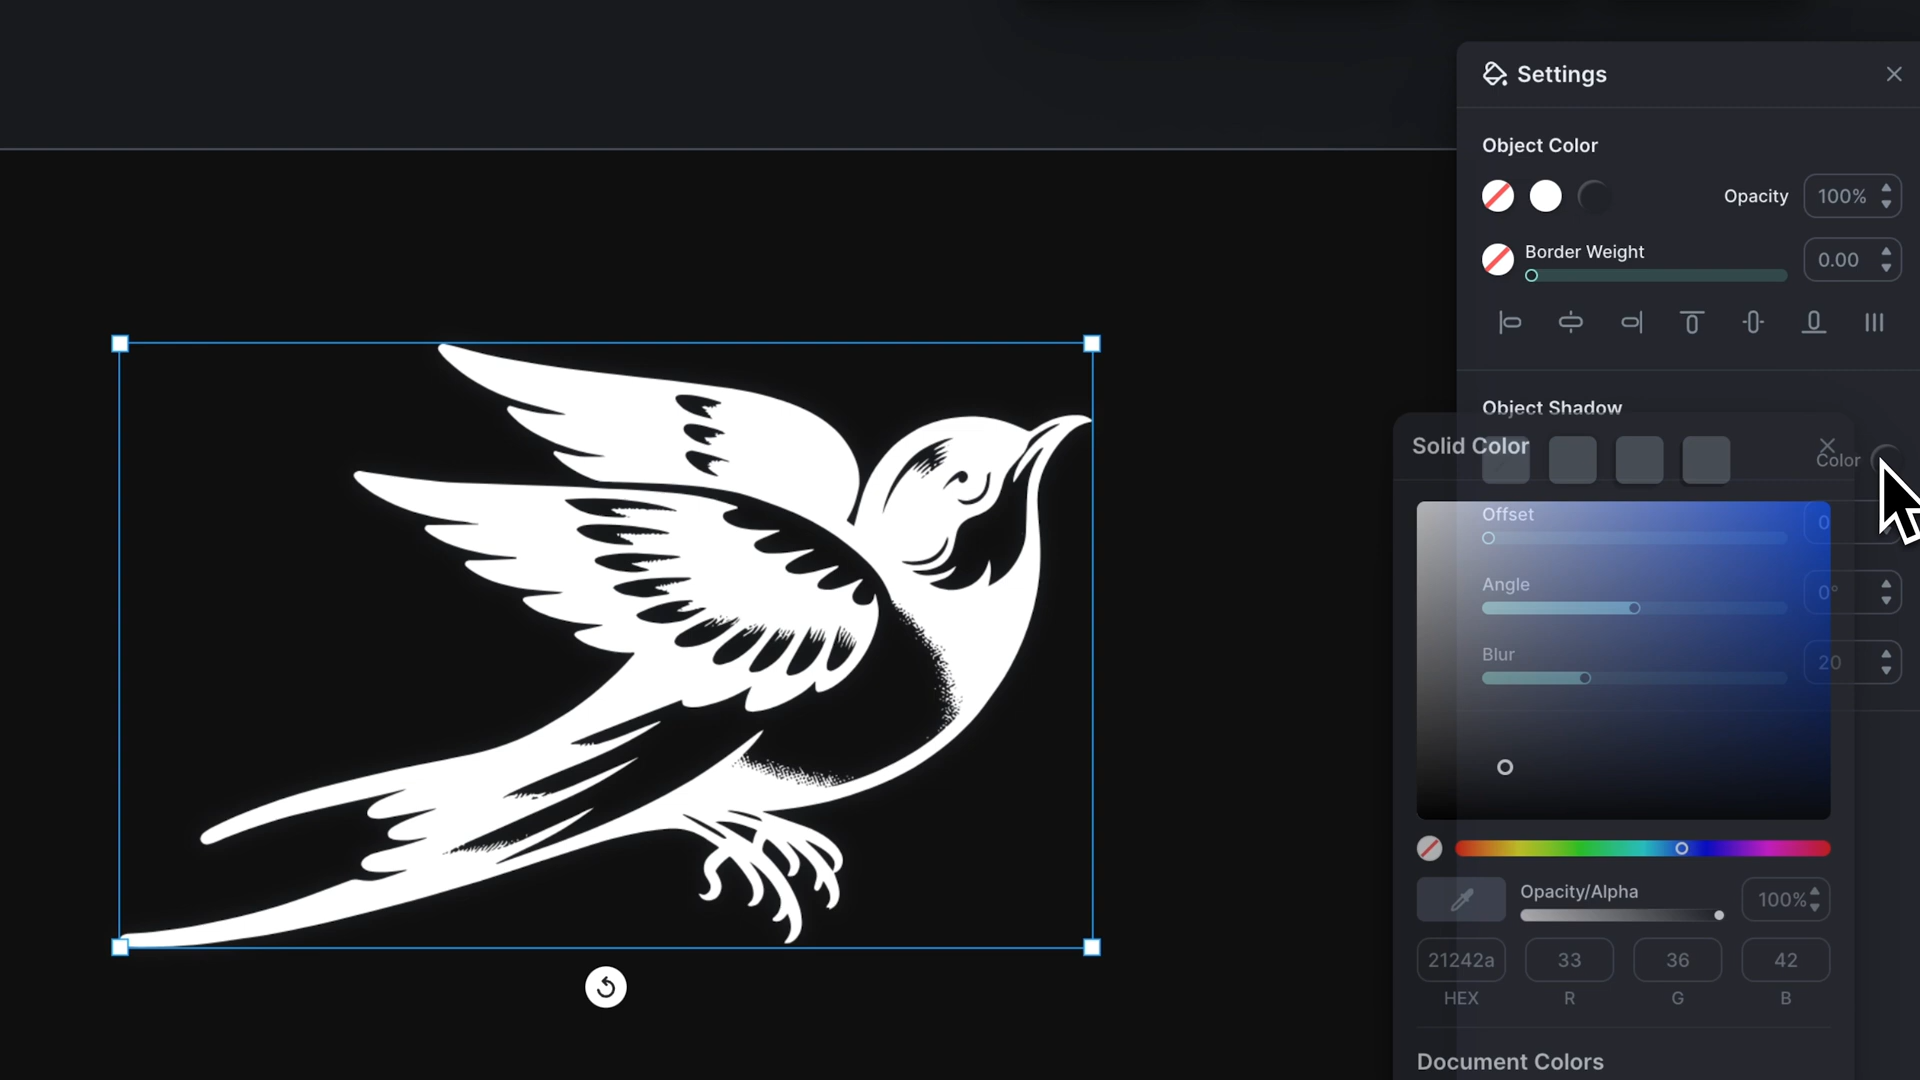 Settings
Object Color
Opacity 100%
Border Weight 0.00
Object Shadow
Solid Color
Color
Offset 0
Angle 0°
Blur 20
Opacity/Alpha 100%
21242a 33 36 42
HEX R G B
Document Colors